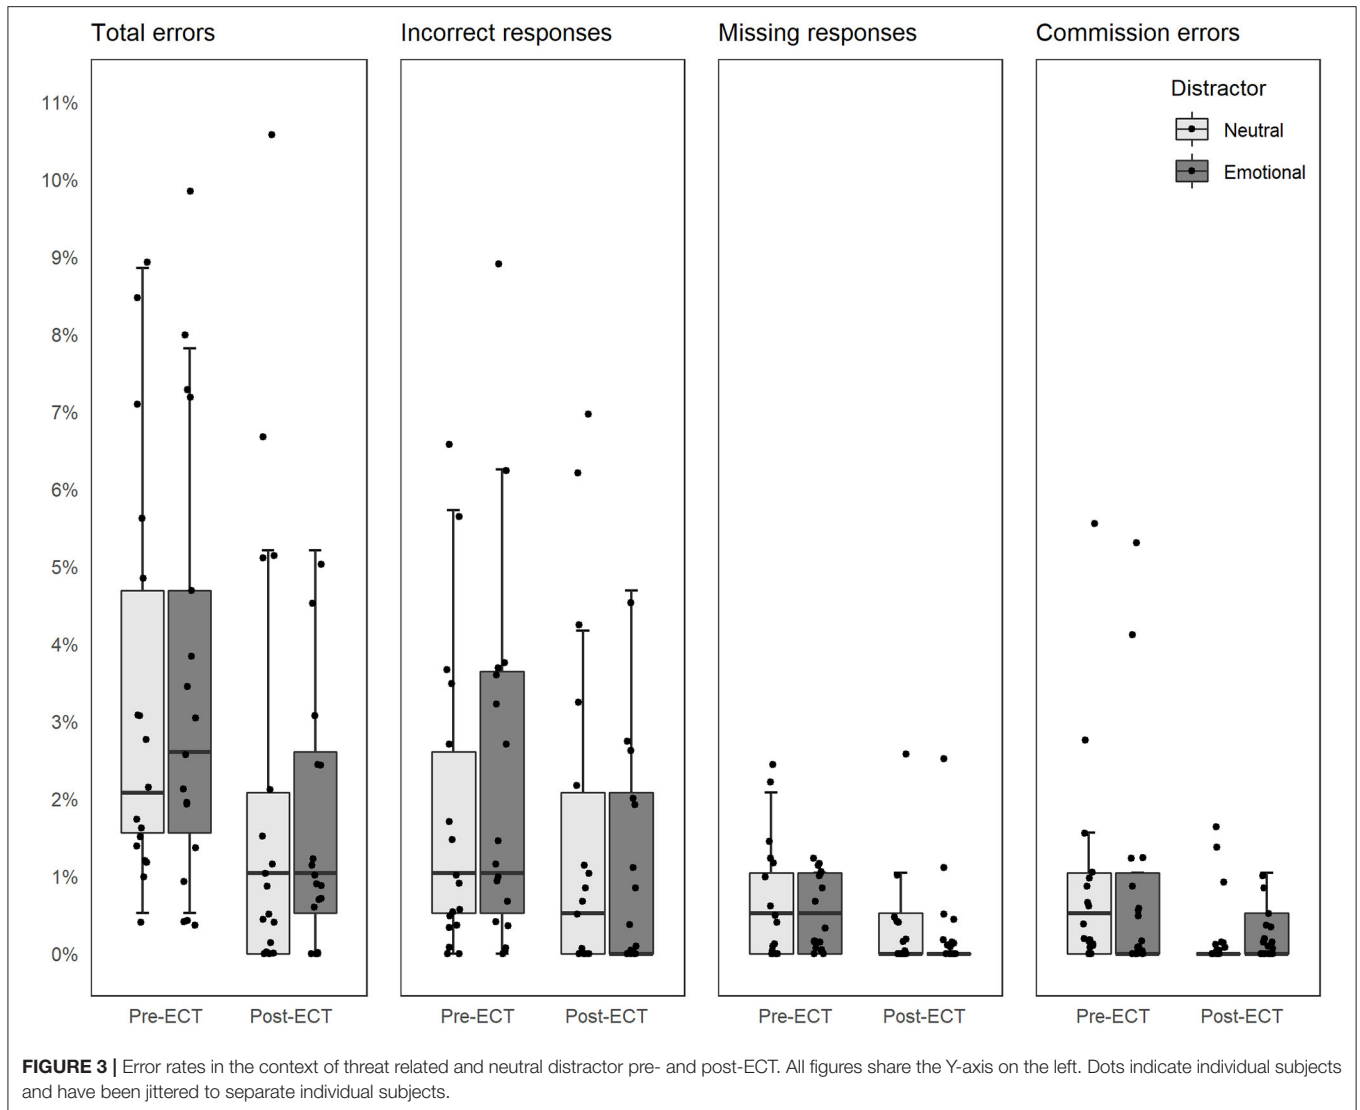 Total errors
Incorrect responses
Missing responses
Commission errors
Distractor
Neutral
Emotional
11%
10%
9%
8%
7%
6%
5%
4%
3%
2%
1%
0%
Pre-ECT Post-ECT Pre-ECT Post-ECT Pre-ECT Post-ECT Pre-ECT Post-ECT
FIGURE 3 | Error rates in the context of threat related and neutral distractor pre- and post-ECT. All figures share the Y-axis on the left. Dots indicate individual subjects
and have been jittered to separate individual subjects.